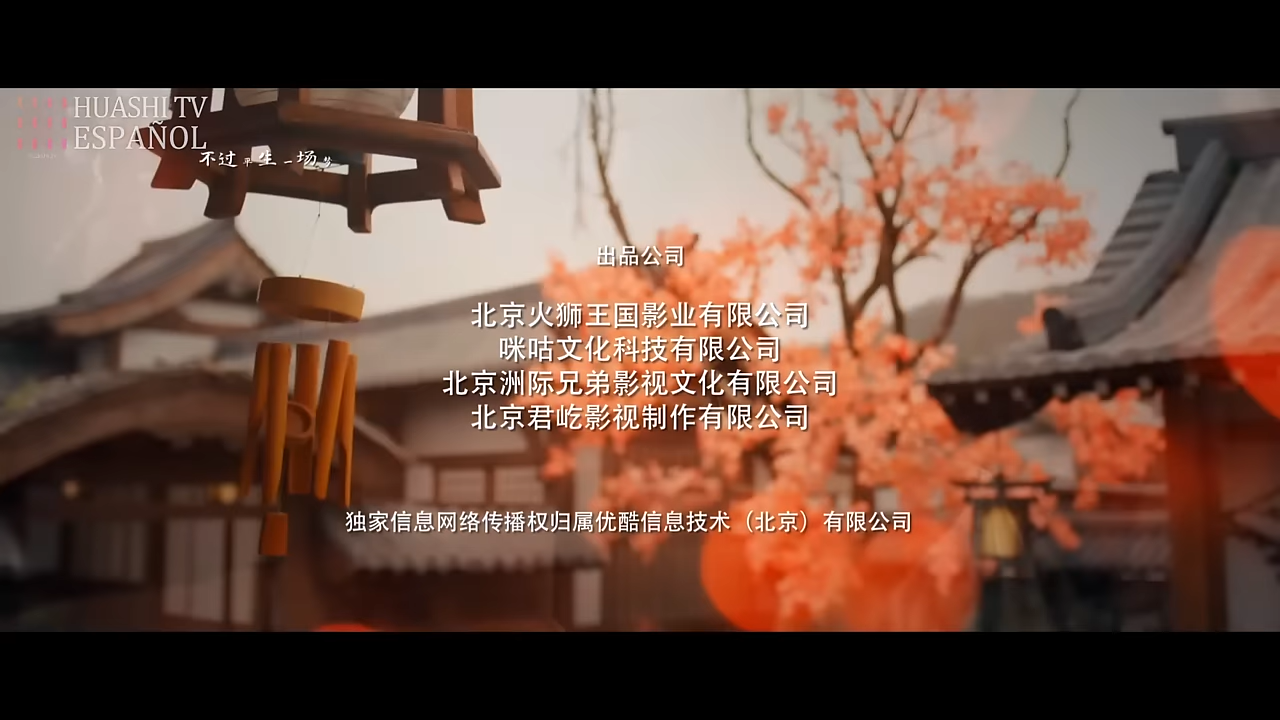 HUASHI TV
ESPAÑOL
不过平生一场梦
出品公司
北京火狮王国影业有限公司
咪咕文化科技有限公司
北京洲际兄弟影视文化有限公司
北京君屹影视制作有限公司
独家信息网络传播权归属优酷信息技术（北京）有限公司